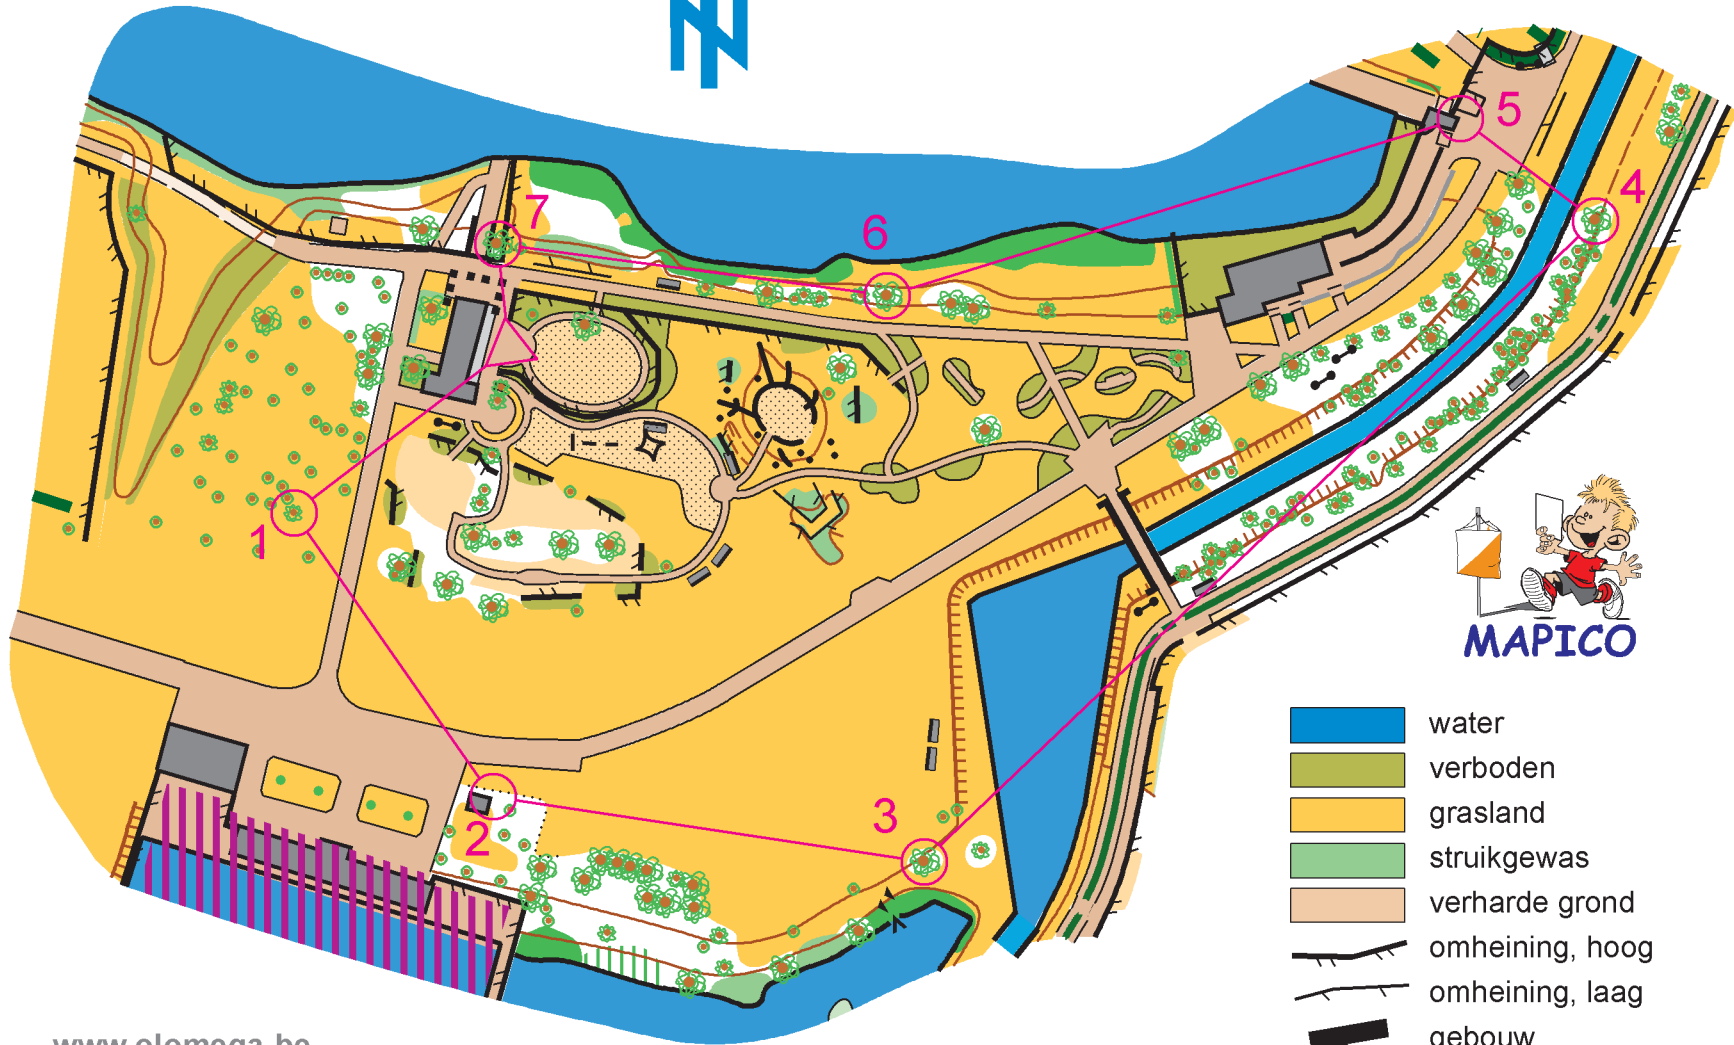 N
5
4
7
6
1
3
2
MAPICO
water
verboden
grasland
struikgewas
verharde grond
omheining, hoog
omheining, laag
gebouw
www.olomega.be